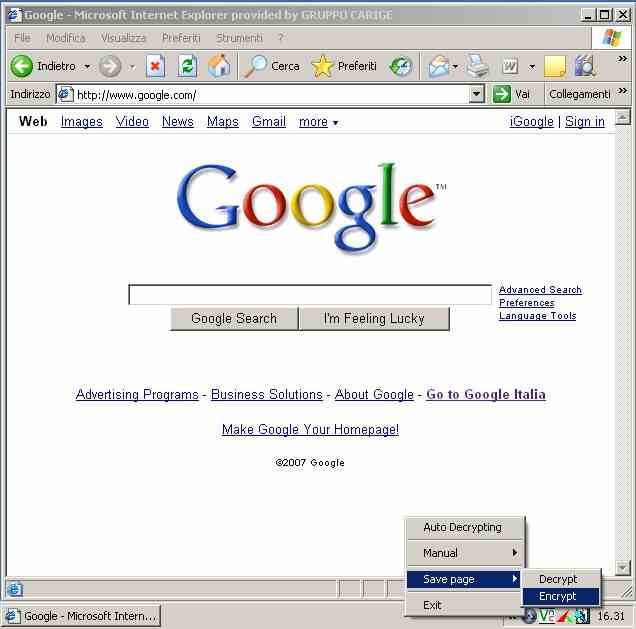 Google - Microsoft Internet Explorer provided by GRUPPO CARIGE
File Modifica Visualizza Preferiti Strumenti ?
Indietro Cerca Preferiti
Indirizzo http://www.google.com/ Vai Collegamenti
Web Images Video News Maps Gmail more iGoogle | Sign in
Google™
Advanced Search
Preferences
Language Tools
Google Search I'm Feeling Lucky
Advertising Programs - Business Solutions - About Google - Go to Google Italia
Make Google Your Homepage!
©2007 Google
Auto Decrypting
Manual
Save page Decrypt
Encrypt
Exit
Google - Microsoft Intern... 16.31